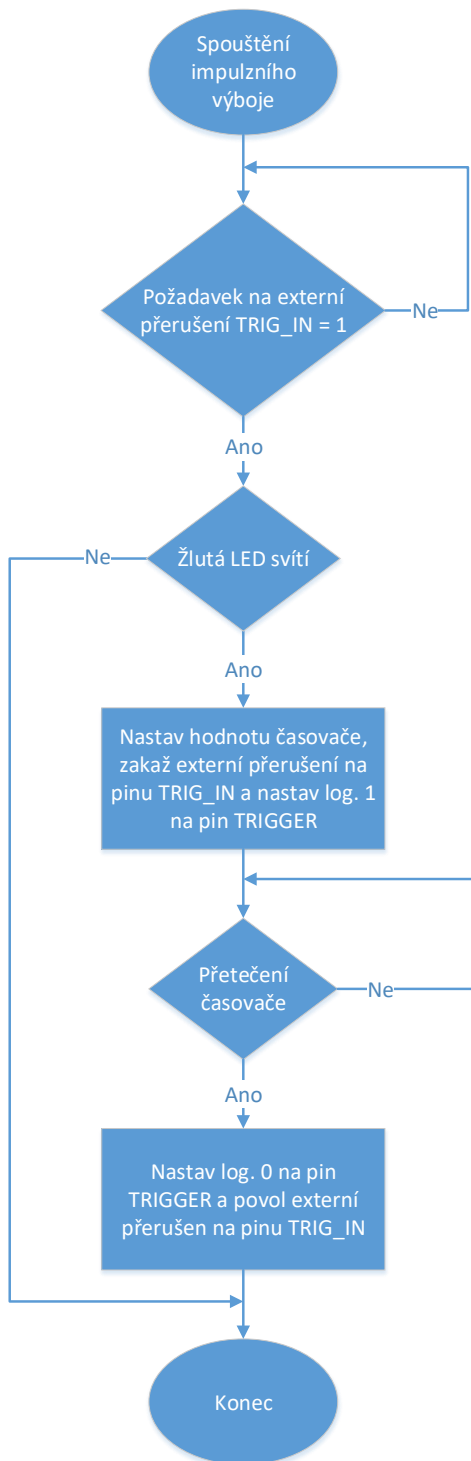 Spouštění
impulzního
výboje
Požadavek na externí
přerušení TRIG_IN = 1
Ne
Ano
Ne
Žlutá LED svítí
Ano
Nastav hodnotu časovače,
zakaž externí přerušení na
pinu TRIG_IN a nastav log. 1
na pin TRIGGER
Přetečení
časovače
Ne
Ano
Nastav log. 0 na pin
TRIGGER a povol externí
přerušen na pinu TRIG_IN
Konec